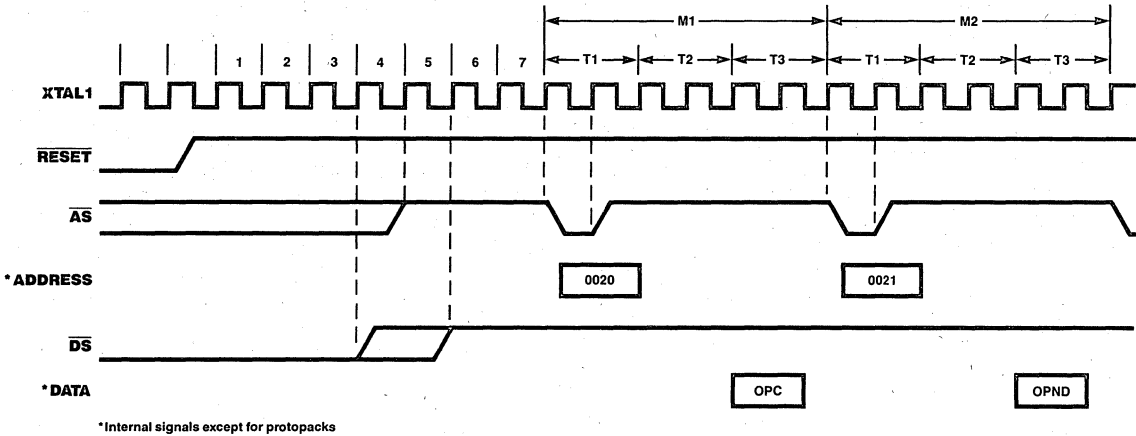 M1 M2
1 2 3 4 5 6 7 T1 T2 T3 T1 T2 T3
XTAL1
RESET
AS
*ADDRESS 0020 0021
DS
*DATA OPC OPND
*Internal signals except for protopacks